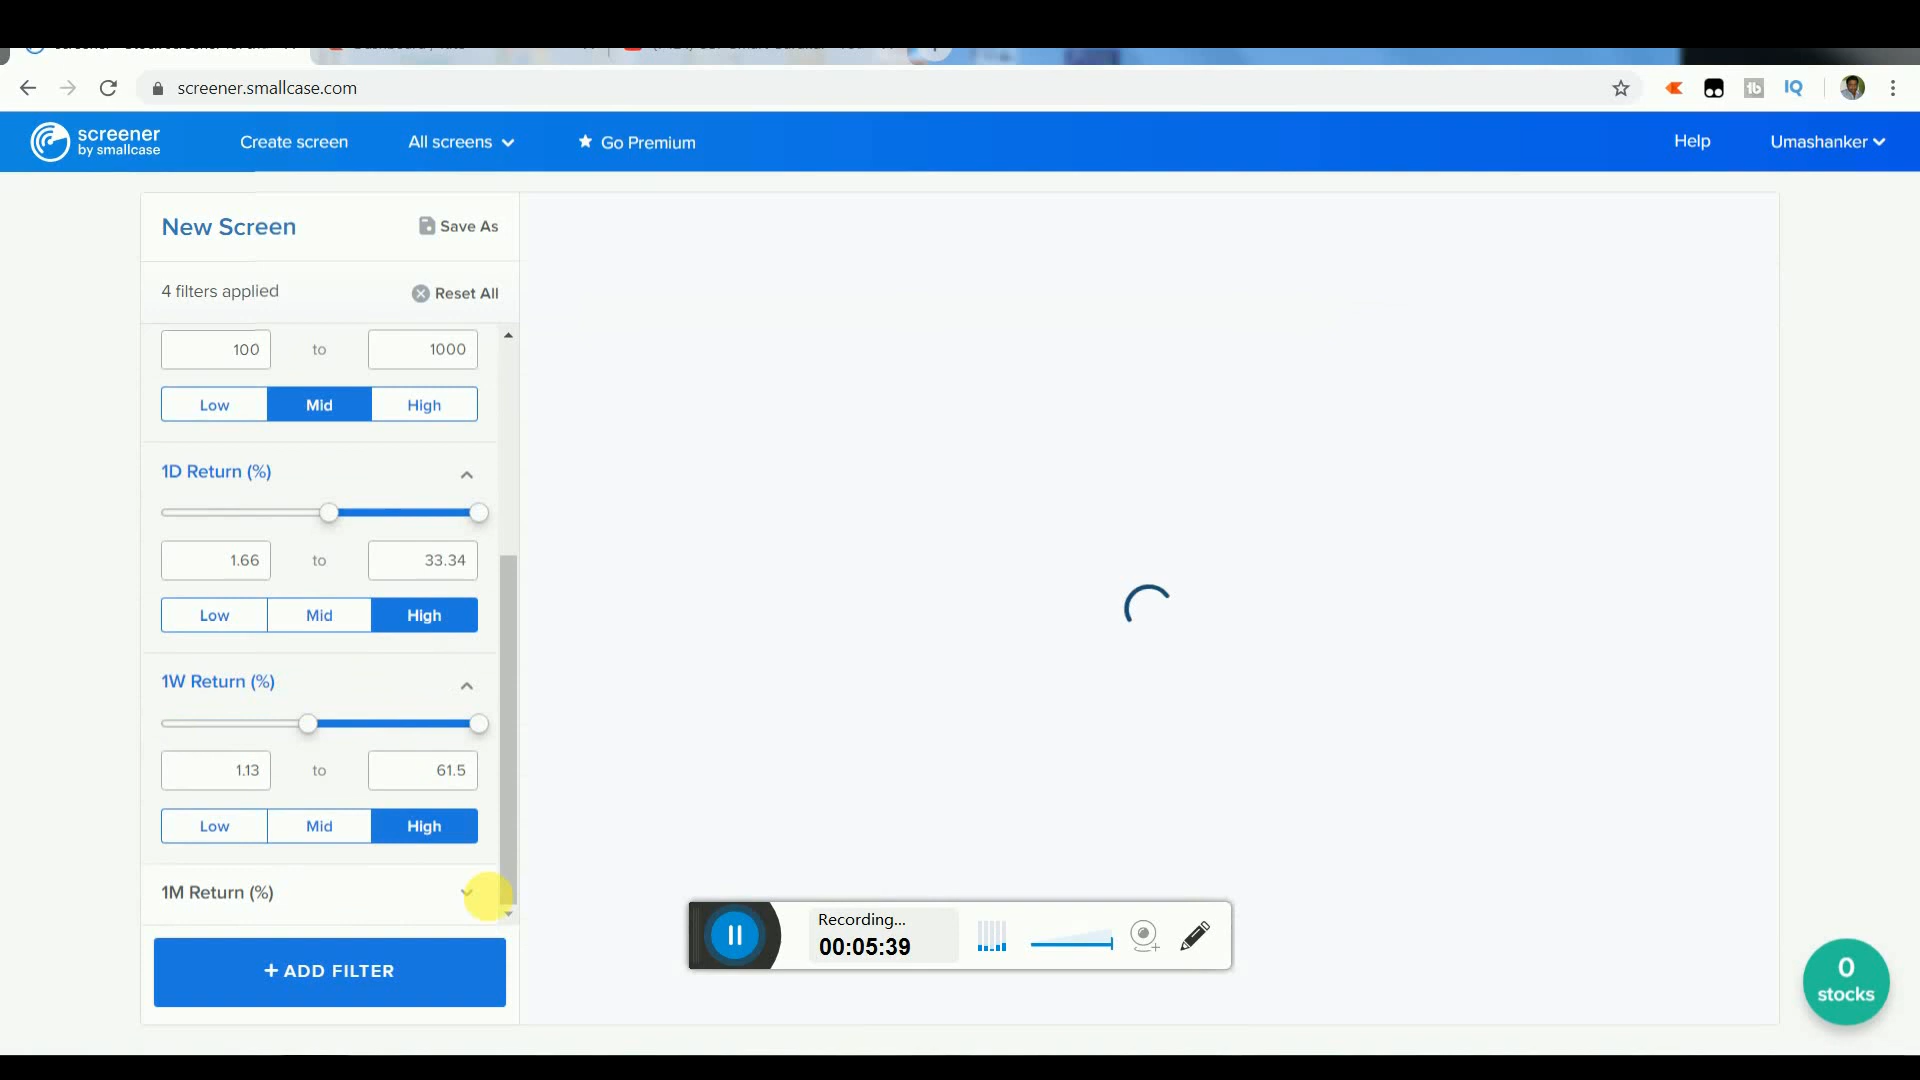 screener.smallcase.com
IQ
screener
by smallcase
Create screen
All screens
Go Premium
Help
Umashanker
New Screen
Save As
4 filters applied
Reset All
100 to 1000
Low Mid High
1D Return (%)
1.66 to 33.34
Low Mid High
1W Return (%)
1.13 to 61.5
Low Mid High
1M Return (%)
+ ADD FILTER
Recording...
00:05:39
0
stocks